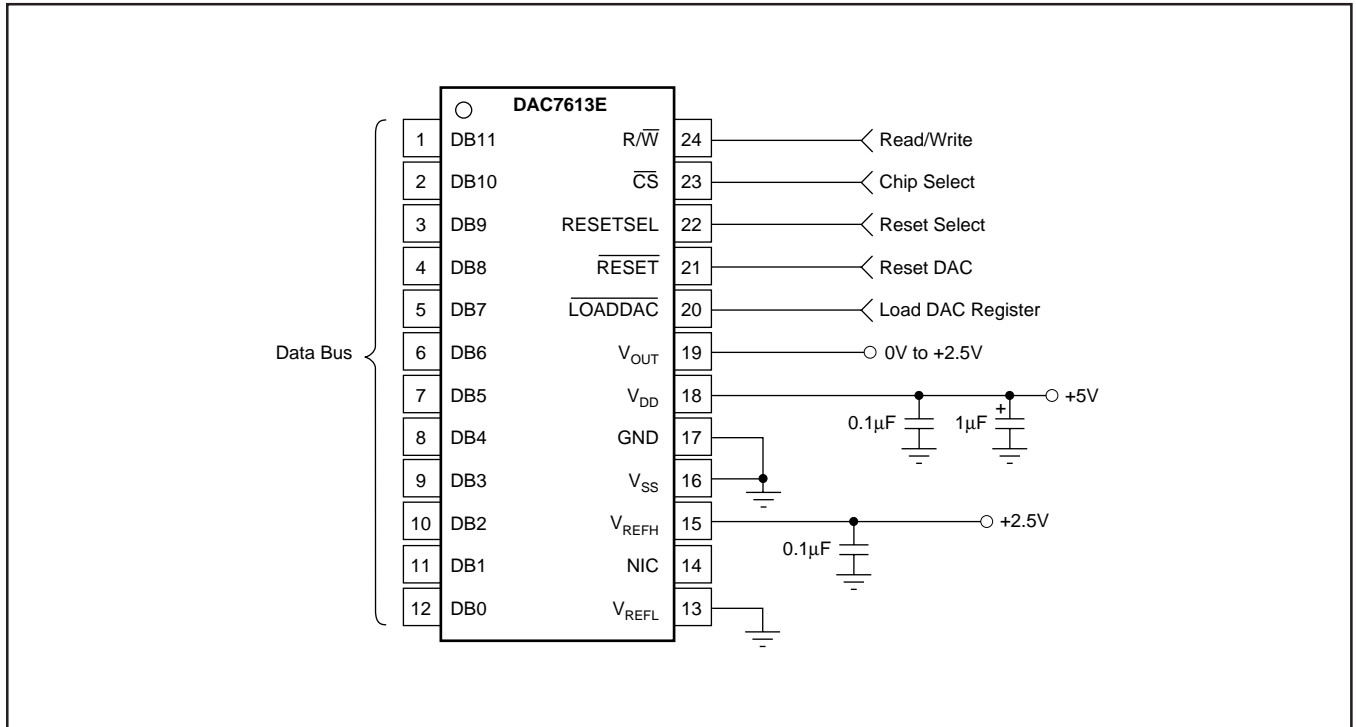 DAC7613E
1 DB11 R/W̅ 24 Read/Write
2 DB10 C̅S̅ 23 Chip Select
3 DB9 RESETSEL 22 Reset Select
4 DB8 R̅E̅S̅E̅T̅ 21 Reset DAC
5 DB7 L̅O̅A̅D̅D̅A̅C̅ 20 Load DAC Register
Data Bus 6 DB6 VOUT 19 0V to +2.5V
7 DB5 VDD 18 +5V
0.1μF 1μF +
8 DB4 GND 17
9 DB3 VSS 16
10 DB2 VREFH 15 +2.5V
0.1μF
11 DB1 NIC 14
12 DB0 VREFL 13